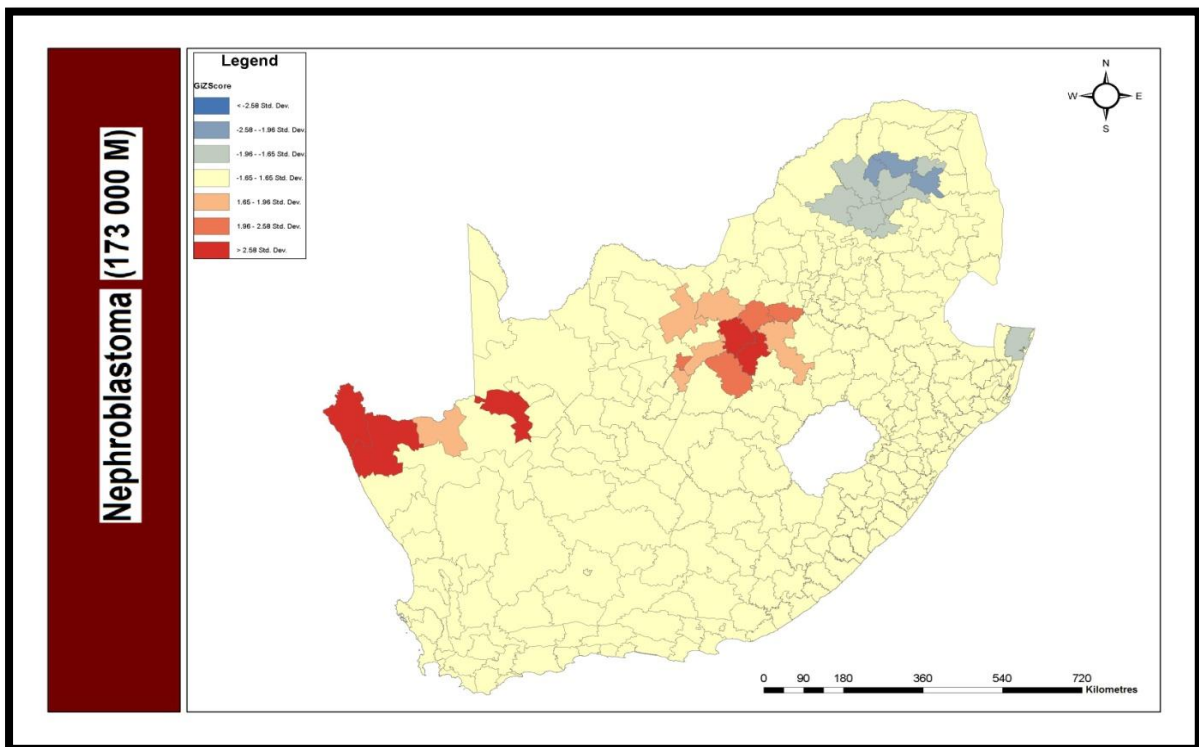 Nephroblastoma (173 000 M)
Legend
GiZScore
< -2.58 Std. Dev.
-2.58 - -1.96 Std. Dev.
-1.96 - -1.65 Std. Dev.
-1.65 - 1.65 Std. Dev.
1.65 - 1.96 Std. Dev.
1.96 - 2.58 Std. Dev.
> 2.58 Std. Dev.
N
W E
S
0 90 180 360 540 720
Kilometres